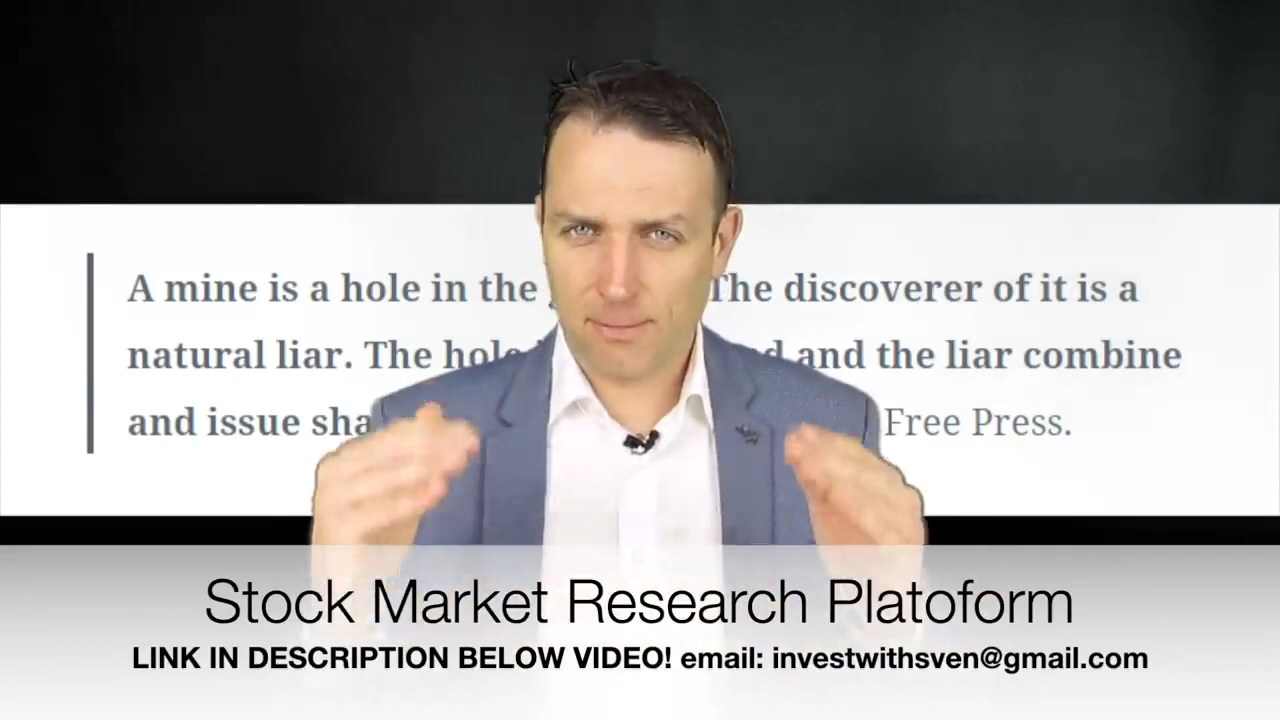 A mine is a hole in the The discoverer of it is a
natural liar. The hole and the liar combine
and issue Free Press.
Stock Market Research Platoform
LINK IN DESCRIPTION BELOW VIDEO! email: investwithsven@gmail.com